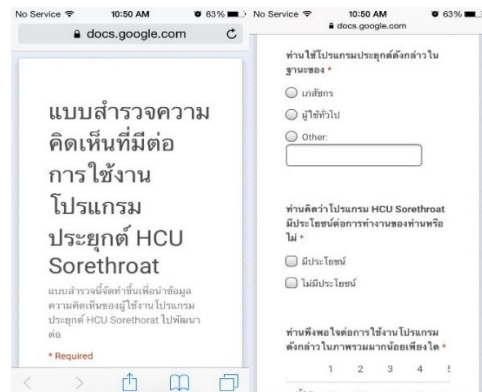 No Service 10:50 AM 63%
docs.google.com
แบบสำรวจความ
คิดเห็นที่มีต่อ
การใช้งาน
โปรแกรม
ประยุกต์ HCU
Sorethroat
แบบสำรวจนี้จัดทำขึ้นเพื่อนำข้อมูล
ความคิดเห็นของผู้ใช้งานโปรแกรม
ประยุกต์ HCU Sorethorat ไปพัฒนา
ต่อ
* Required
No Service 10:50 AM 63%
docs.google.com
ท่านใช้โปรแกรมประยุกต์ดังกล่าวใน
ฐานะของ *
เภสัชกร
ผู้ใช้ทั่วไป
Other:
ท่านคิดว่าโปรแกรม HCU Sorethroat
มีประโยชน์ต่อการทำงานของท่านหรือ
ไม่ *
มีประโยชน์
ไม่มีประโยชน์
ท่านพึงพอใจต่อการใช้งานโปรแกรม
ดังกล่าวในภาพรวมมากน้อยเพียงใด *
1 2 3 4